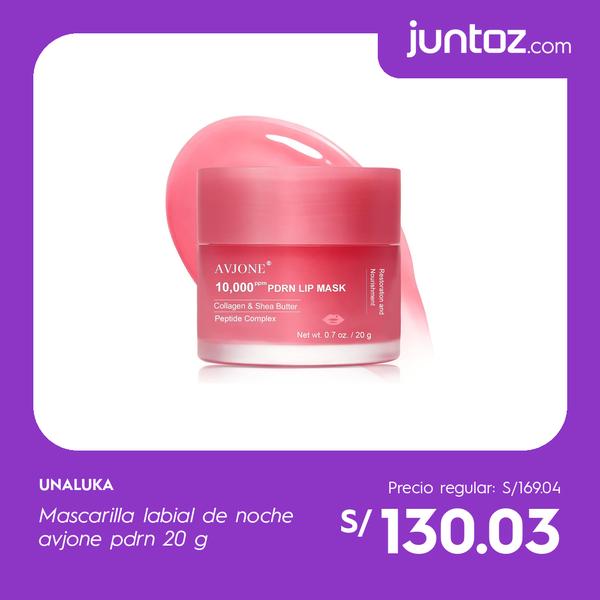 juntoz.com
AVJONE®
10,000ppm PDRN LIP MASK
Collagen & Shea Butter
Peptide Complex
Restoration and
Nourishment
Net wt. 0.7 oz. / 20 g
UNALUKA
Mascarilla labial de noche
avjone pdrn 20 g
Precio regular: S/169.04
S/130.03